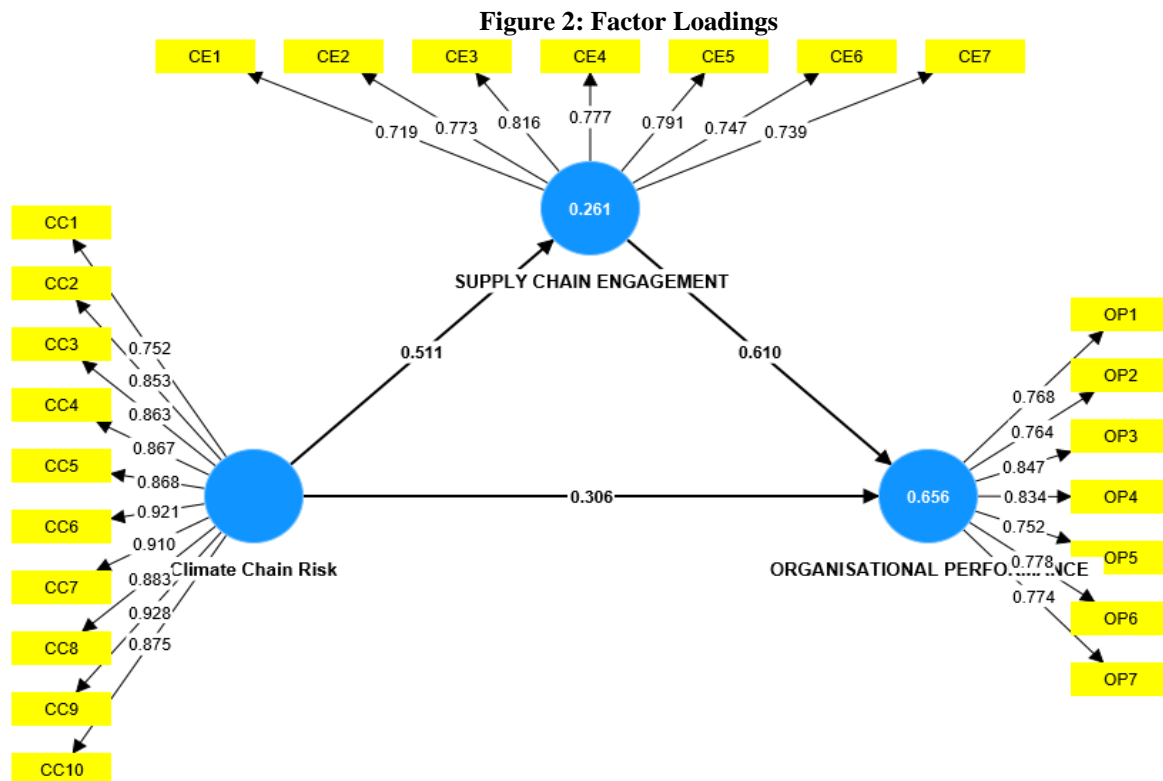 Figure 2: Factor Loadings
CE1 CE2 CE3 CE4 CE5 CE6 CE7
0.719 0.773 0.816 0.777 0.791 0.747 0.739
0.261
SUPPLY CHAIN ENGAGEMENT
CC1
CC2
CC3
CC4
CC5
CC6
CC7
CC8
CC9
CC10
0.752
0.853
0.863
0.867
0.868
0.921
0.910
0.883
0.928
0.875
Climate Chain Risk
0.511
0.610
0.306
0.656
ORGANISATIONAL PERFORMANCE
0.768
0.764
0.847
0.834
0.752
0.778
0.774
OP1
OP2
OP3
OP4
OP5
OP6
OP7